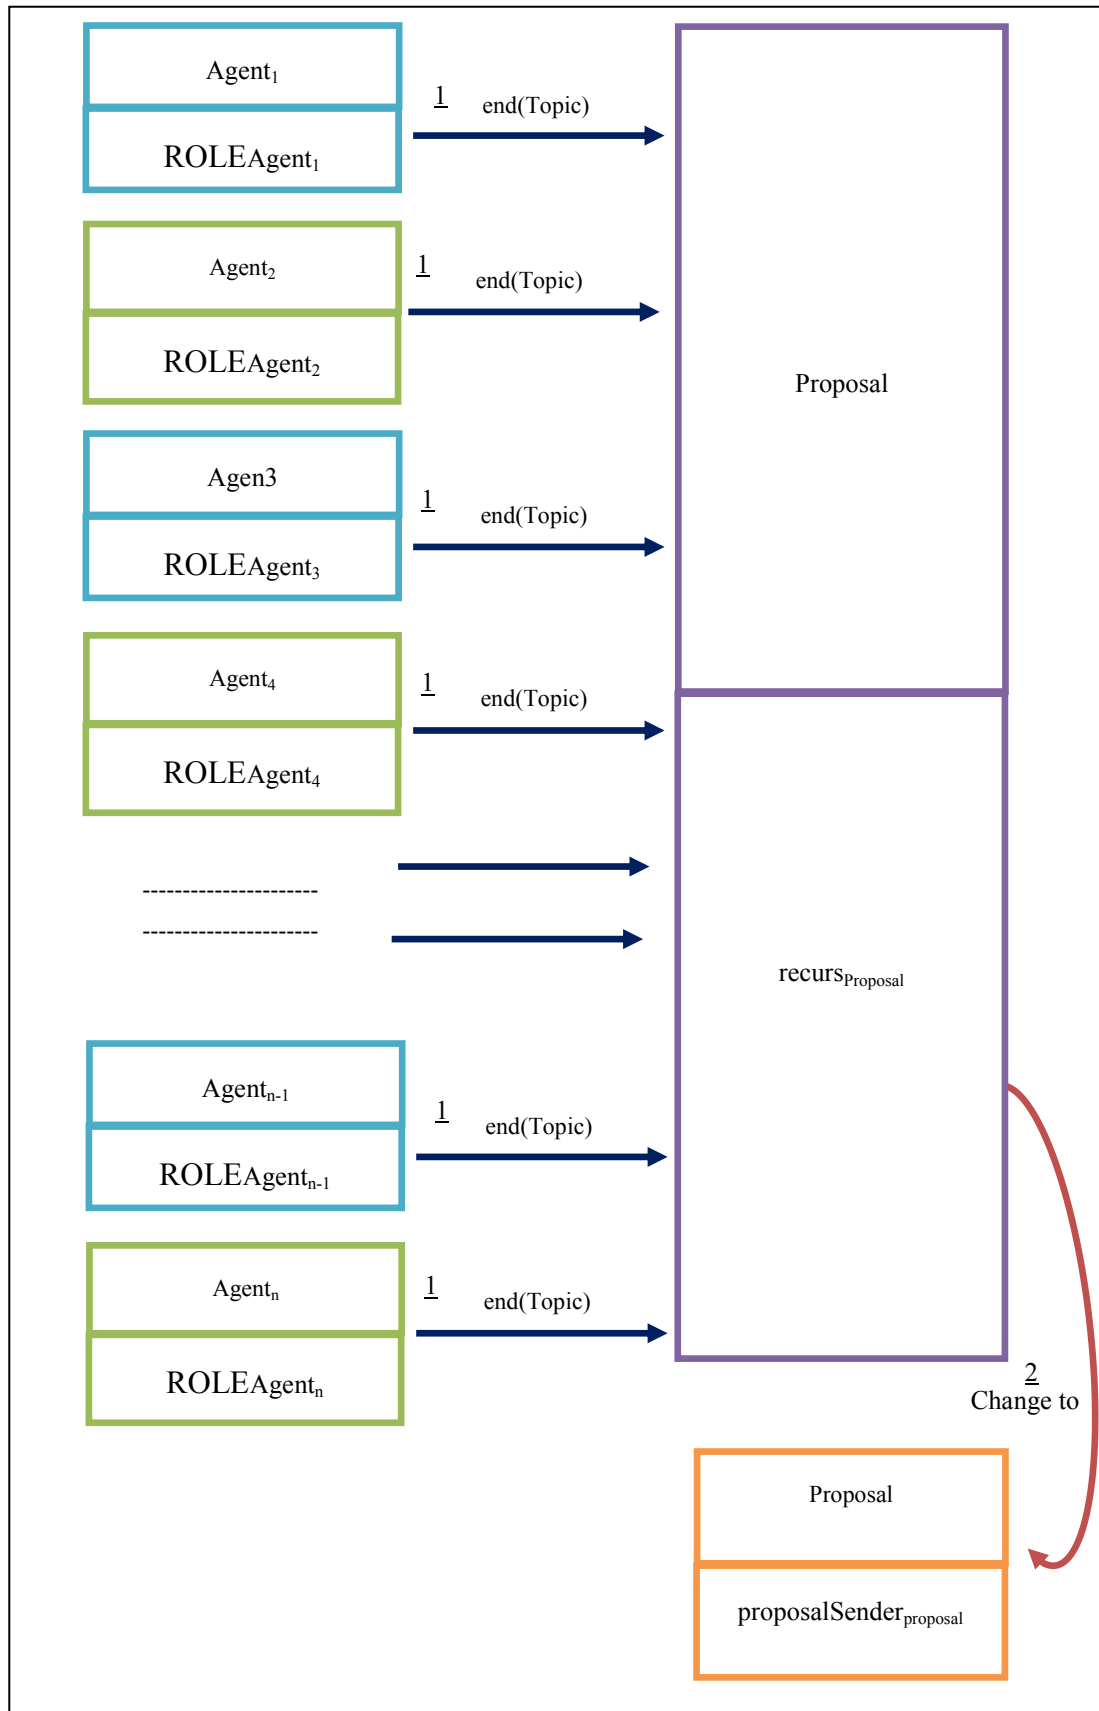 Agent1
1 end(Topic)
ROLEAgent1
Agent2
1 end(Topic)
ROLEAgent2
Proposal
Agen3
1 end(Topic)
ROLEAgent3
Agent4
1 end(Topic)
ROLEAgent4
----------------------
----------------------
recursProposal
Agentn-1
1 end(Topic)
ROLEAgentn-1
Agentn
1 end(Topic)
ROLEAgentn
2
Change to
Proposal
proposalSenderproposal